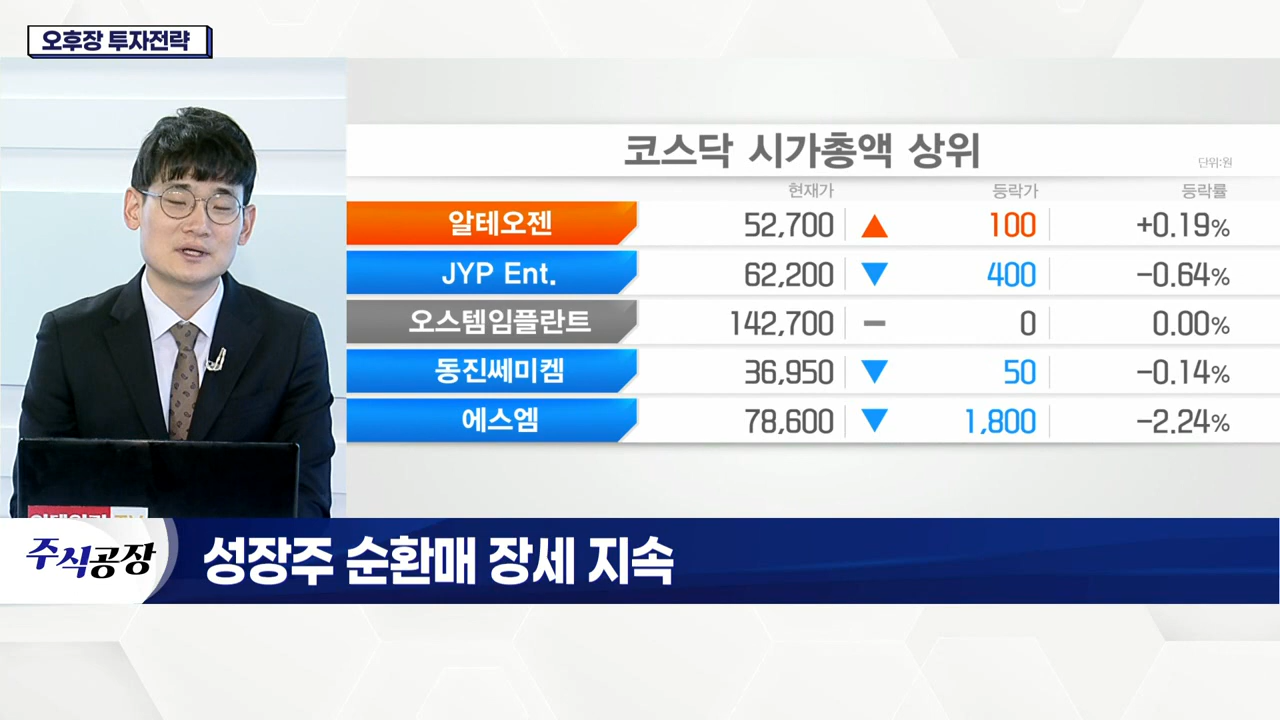 오후장 투자전략
코스닥 시가총액 상위
단위:원
현재가 등락가 등락률
알테오젠 52,700 ▲ 100 +0.19%
JYP Ent. 62,200 ▼ 400 -0.64%
오스템임플란트 142,700 - 0 0.00%
동진쎄미켐 36,950 ▼ 50 -0.14%
에스엠 78,600 ▼ 1,800 -2.24%
주식공장
성장주 순환매 장세 지속